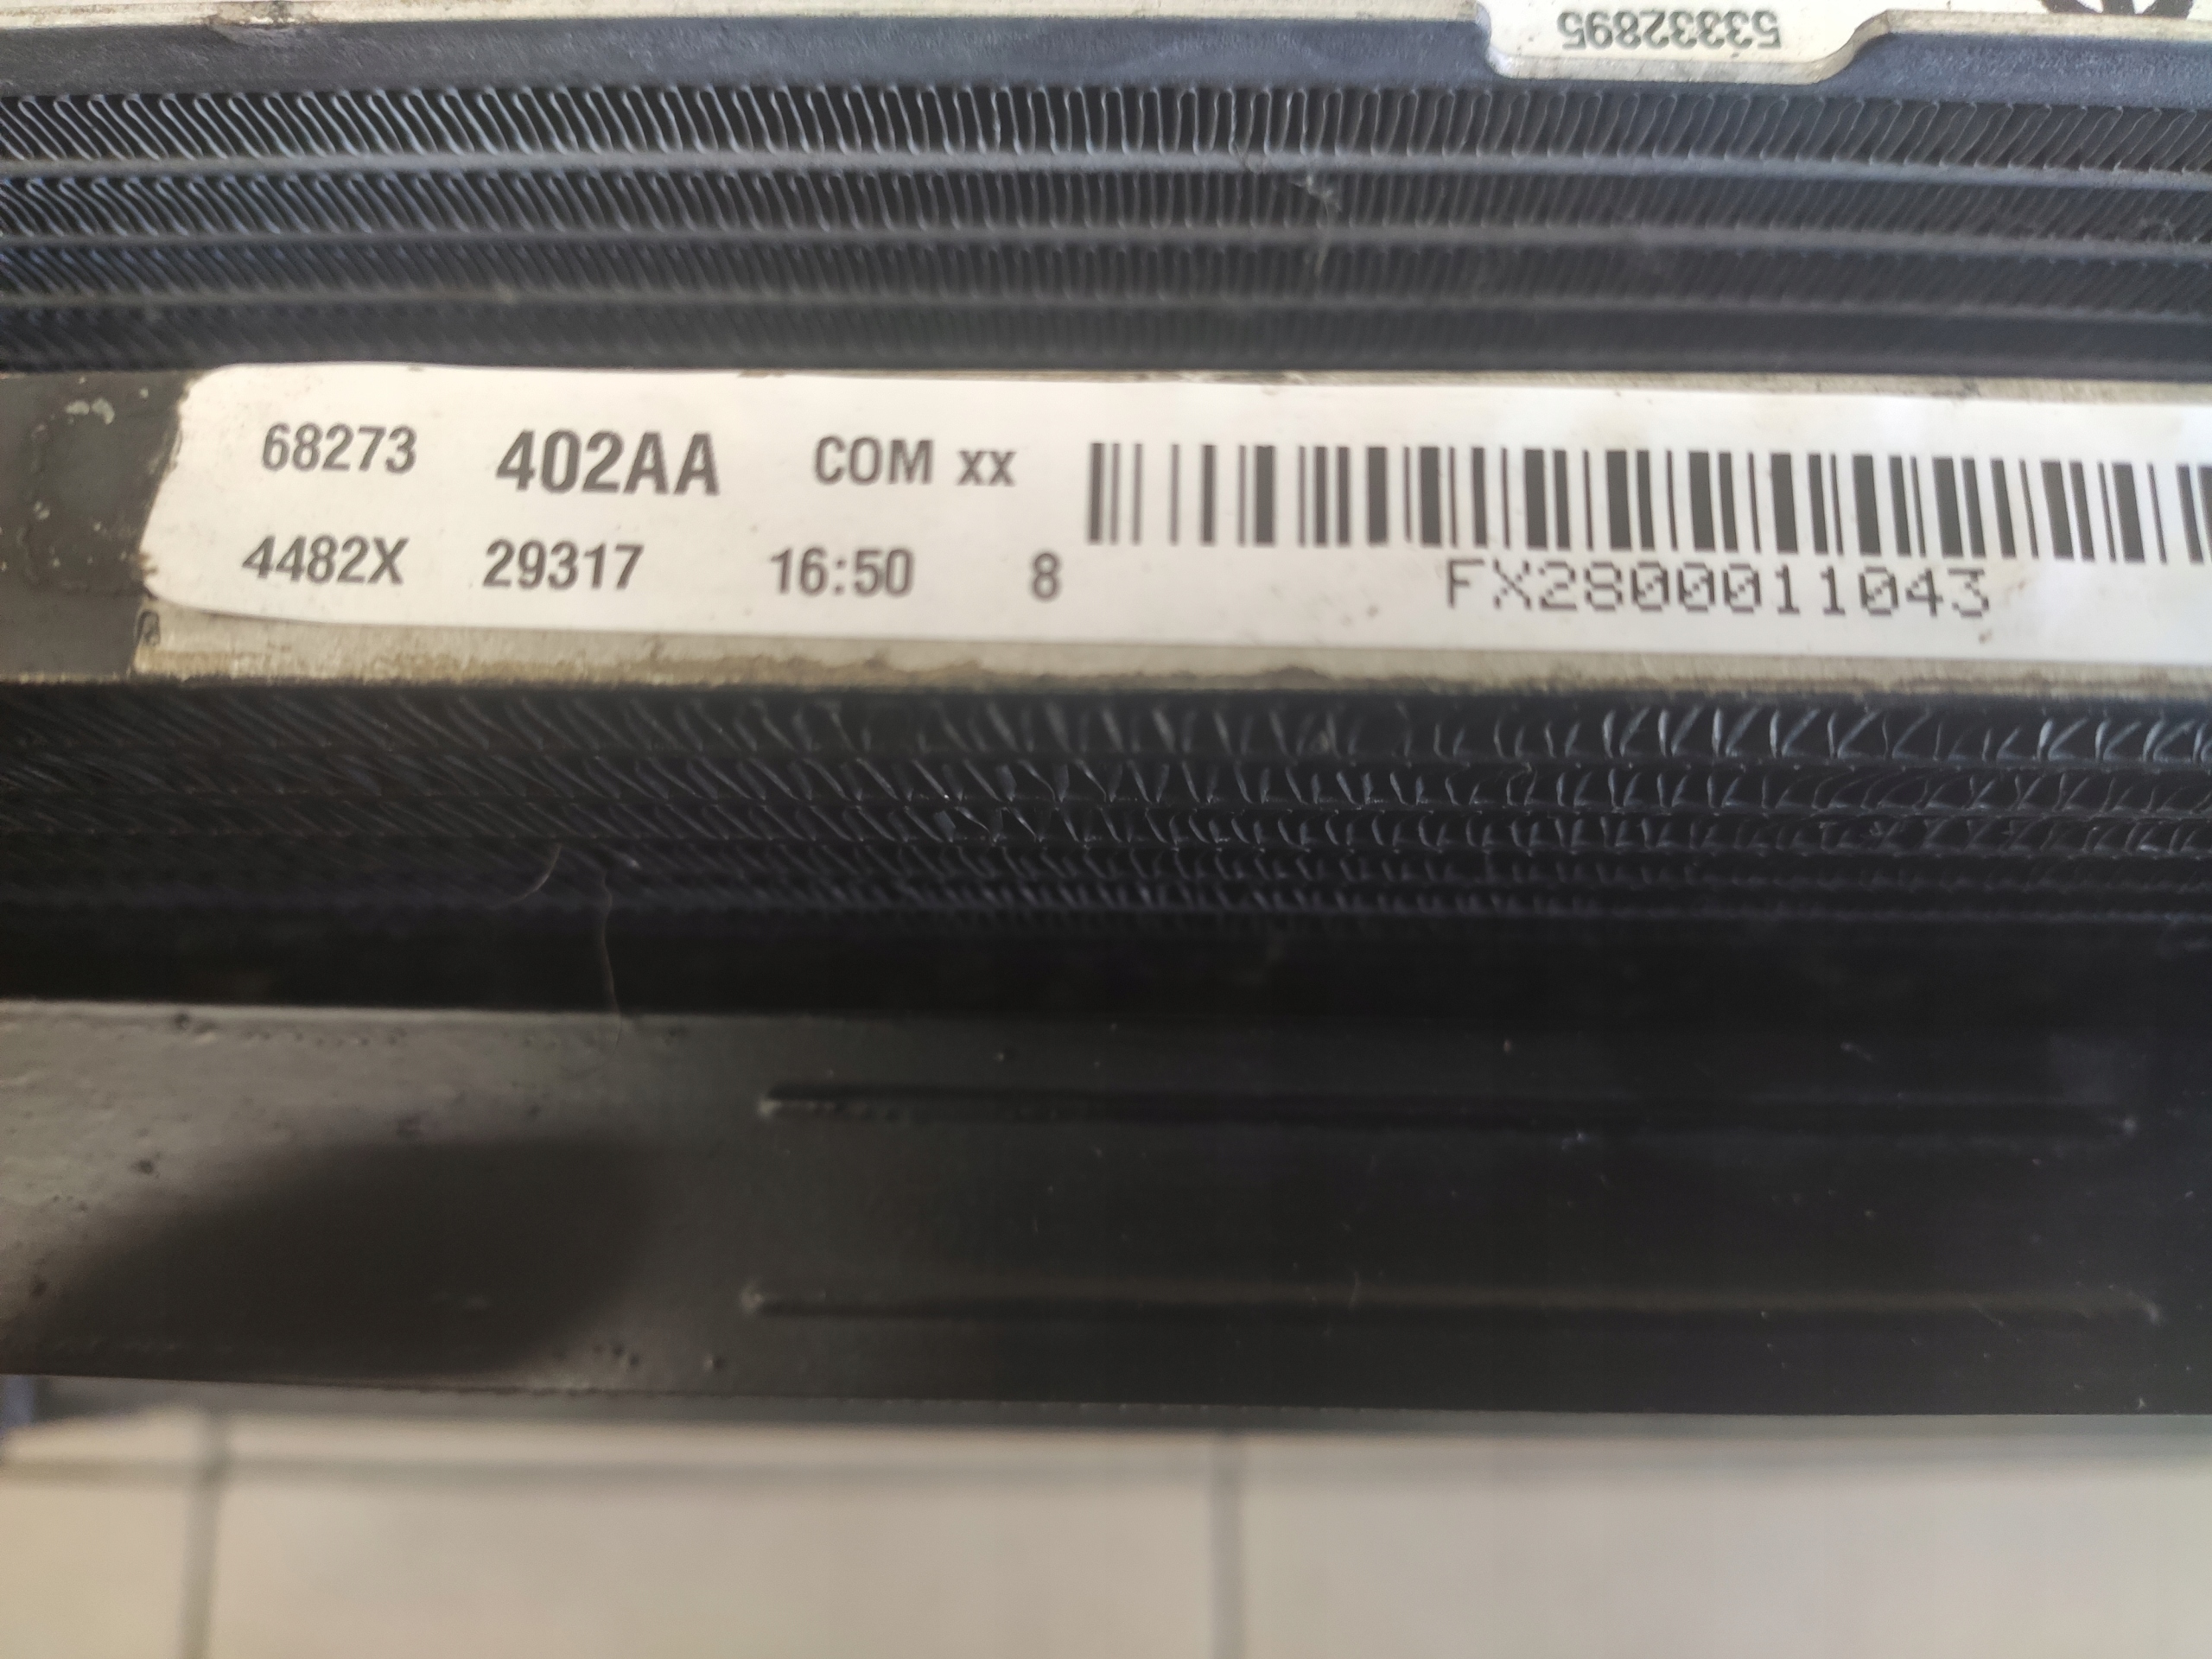 53332895
68273 402AA COM xx
4482X 29317 16:50 8
FX2800011043